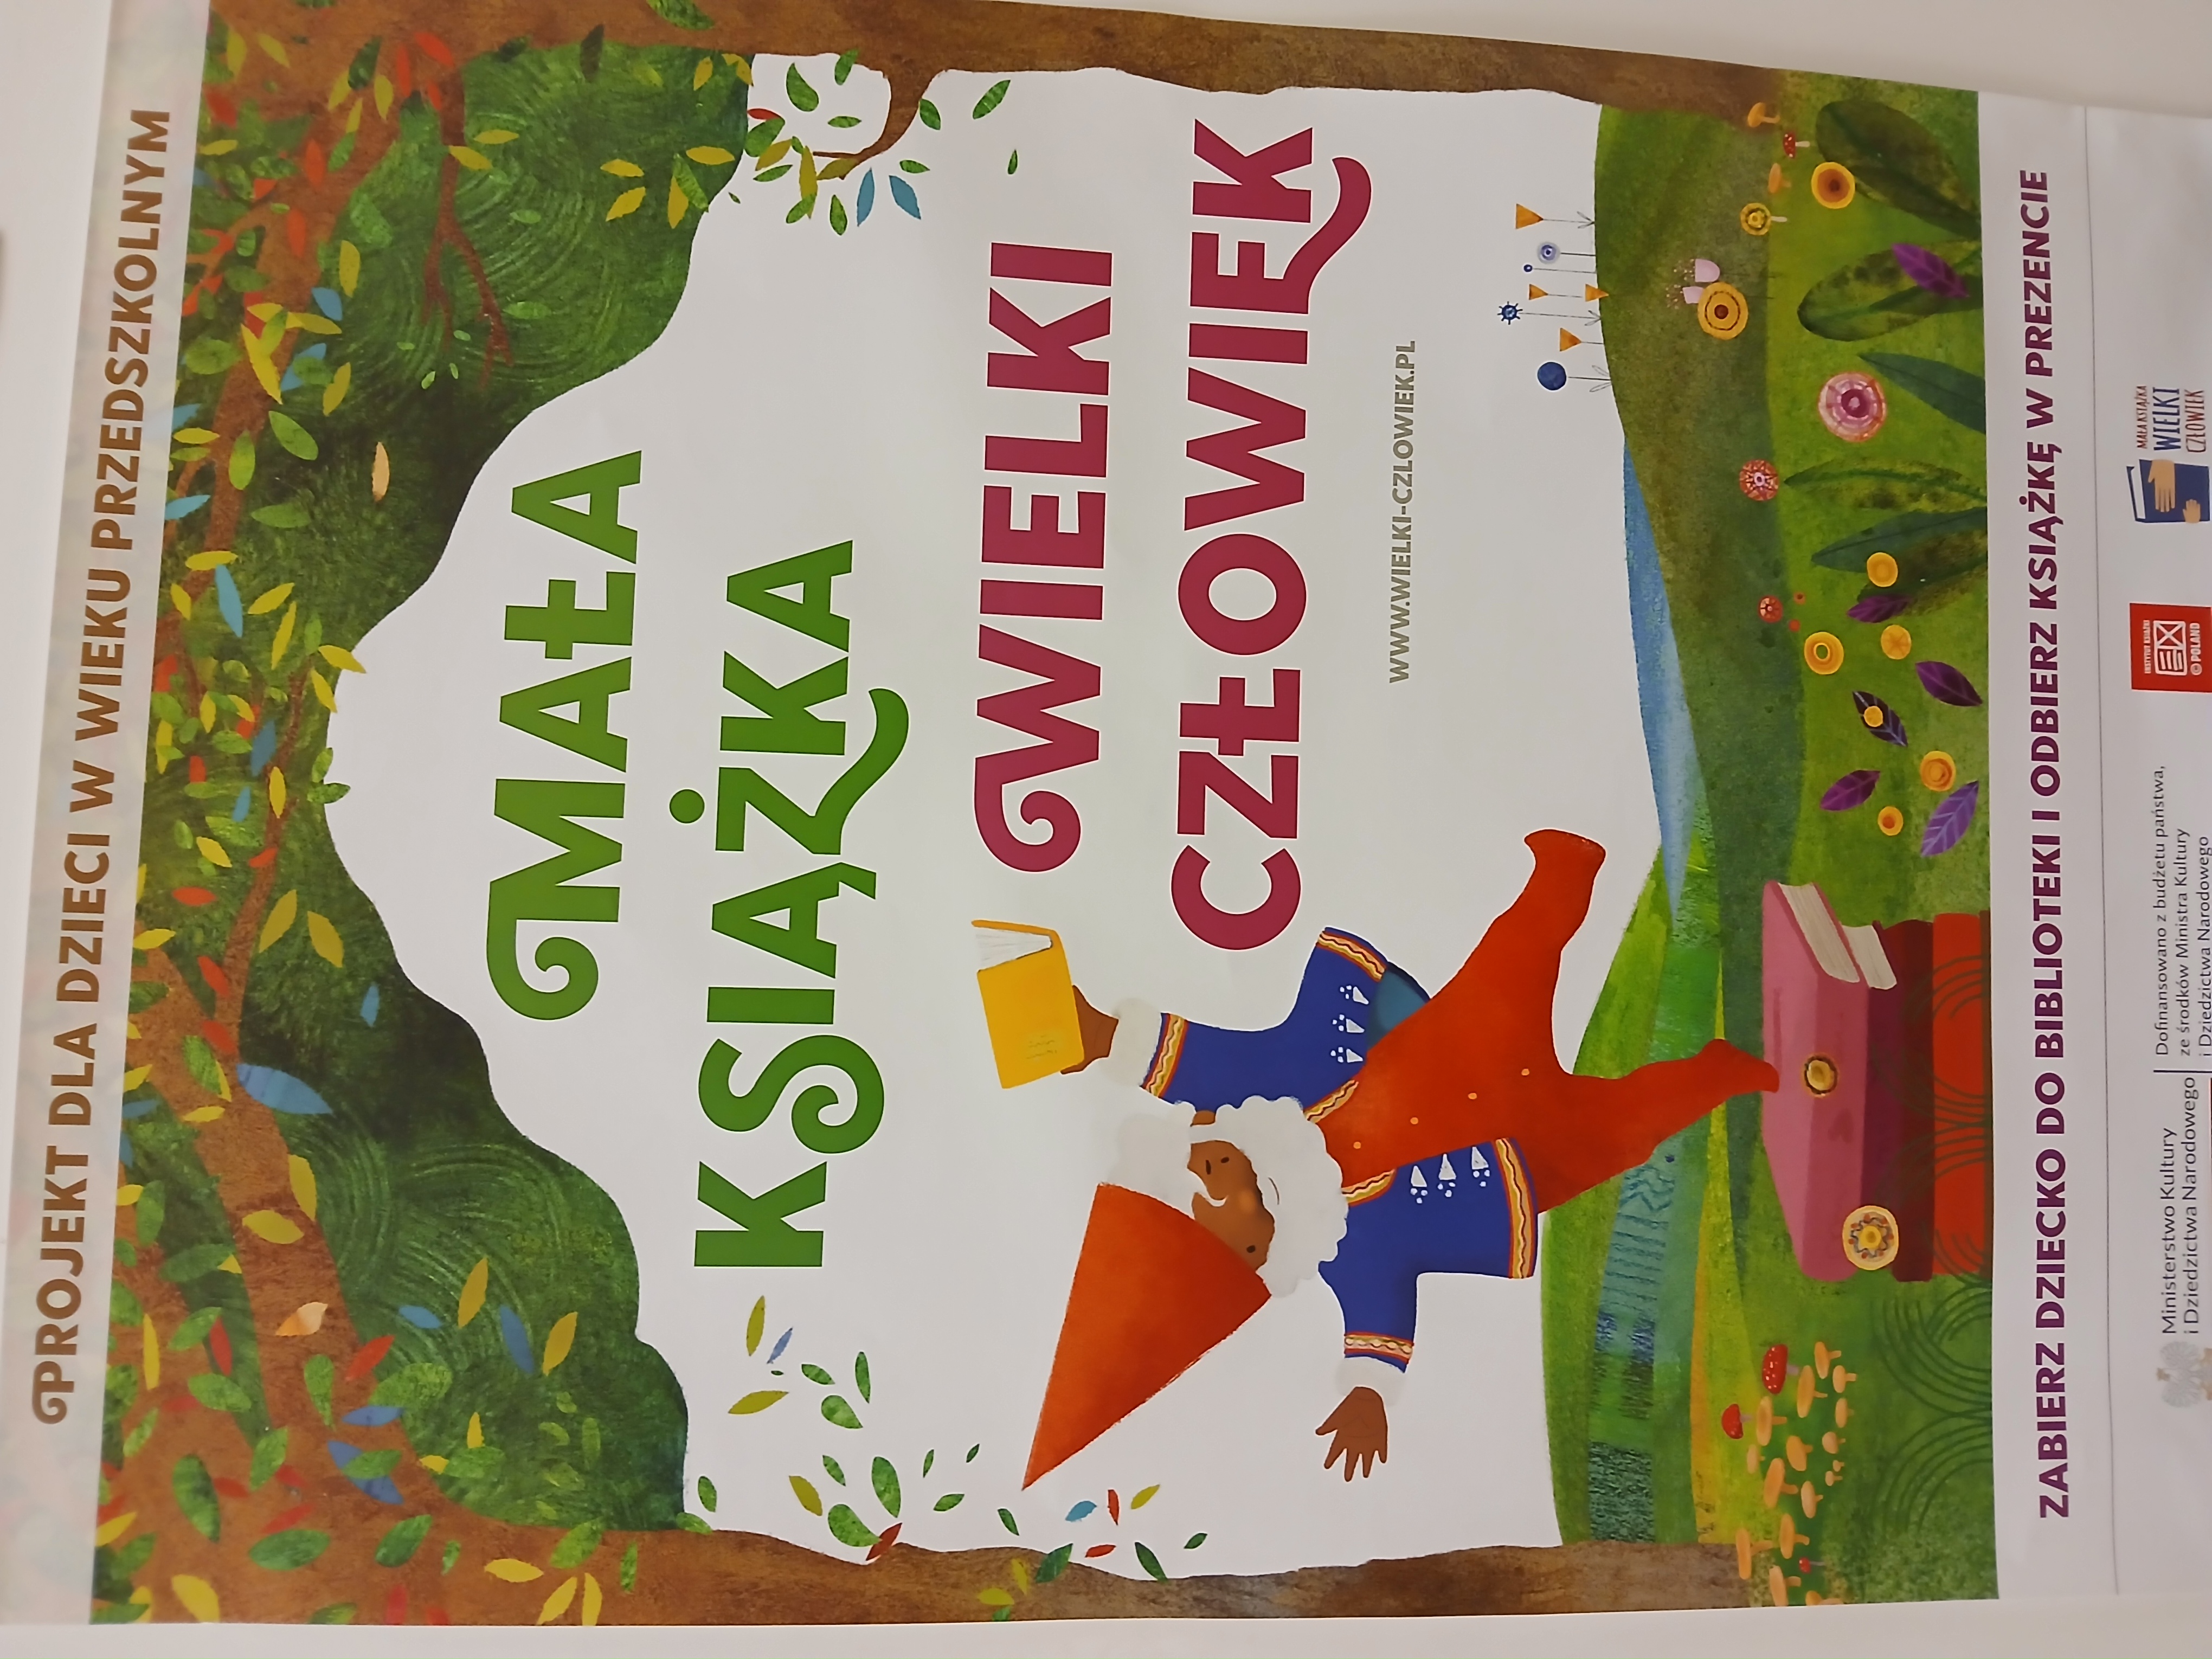 PROJEKT DLA DZIECI W WIEKU PRZEDSZKOLNYM
MAŁA
KSIĄŻKA
WIELKI
CZŁOWIEK
WWW.WIELKI-CZLOWIEK.PL
ZABIERZ DZIECKO DO BIBLIOTEKI I ODBIERZ KSIĄŻKĘ W PREZENCIE
Ministerstwo Kultury
i Dziedzictwa Narodowego
Dofinansowano z budżetu państwa,
ze środków Ministra Kultury
i Dziedzictwa Narodowego
INSTYTUT KSIĄŻKI
©POLAND
MAŁA KSIĄŻKA
WIELKI
CZŁOWIEK